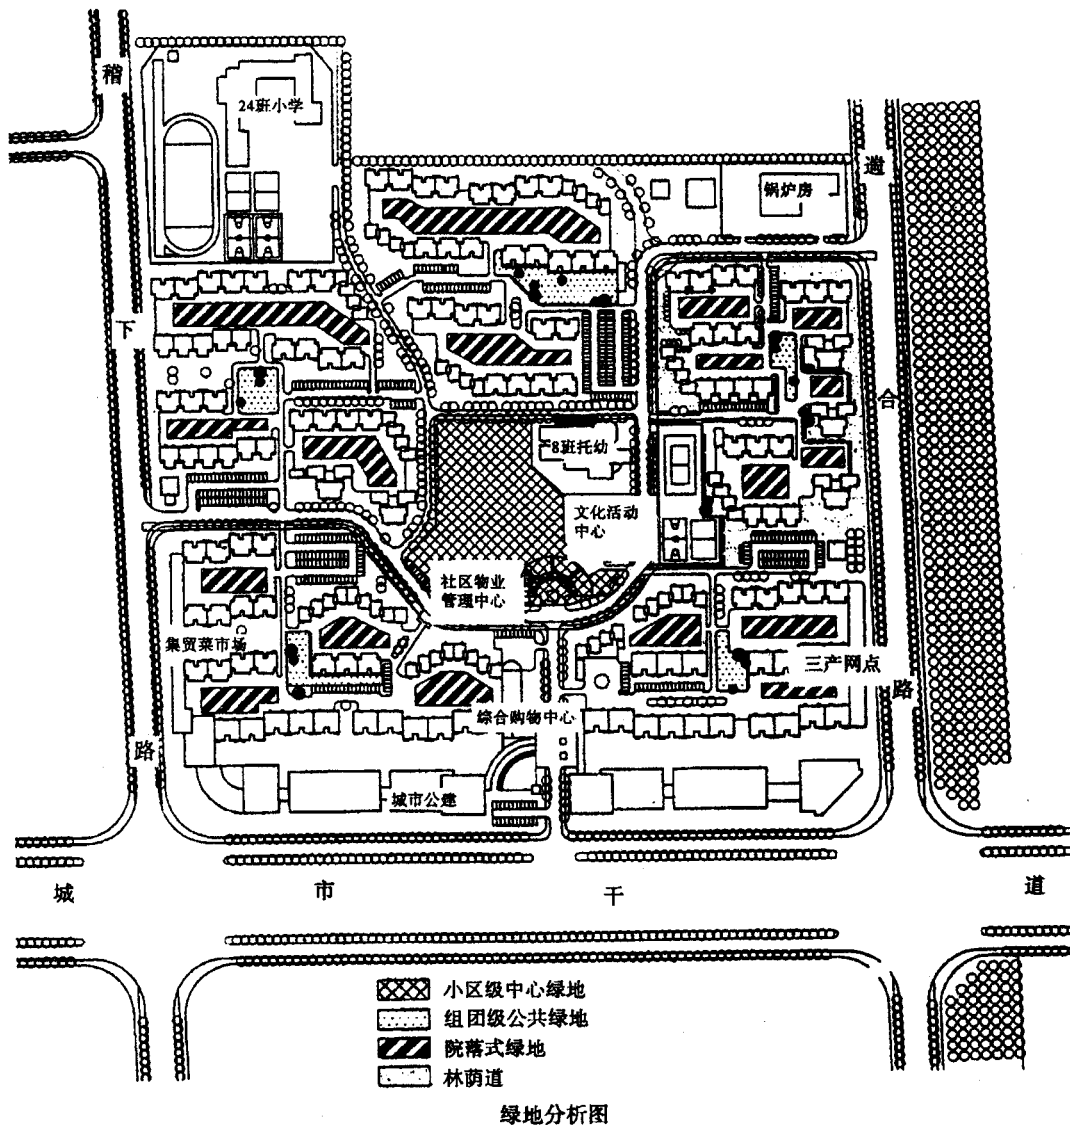 稽
24班小学
遄
锅炉房
下
台
8班托幼
文化活动
中心
社区物业
管理中心
集贸菜市场
三产网点
路
综合购物中心
路
城市公建
城 市 干 道
小区级中心绿地
组团级公共绿地
院落式绿地
林荫道
绿地分析图